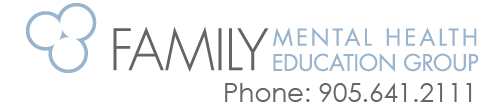 FAMILY MENTAL HEALTH
EDUCATION GROUP
Phone: 905.641.2111